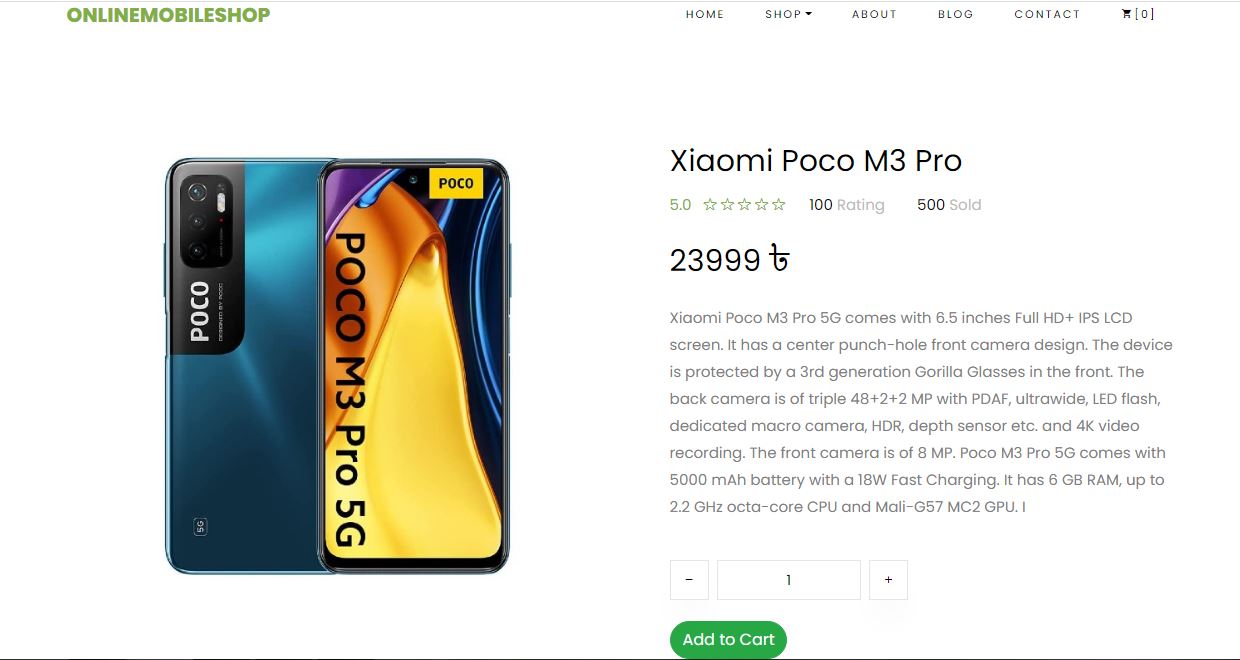 ONLINEMOBILESHOP
HOME SHOP ABOUT BLOG CONTACT [0]
POCO
POCO
DESIGNED BY POCO
POCO M3 Pro 5G
5G
Xiaomi Poco M3 Pro
5.0 ☆☆☆☆☆ 100 Rating 500 Sold
23999 ৳
Xiaomi Poco M3 Pro 5G comes with 6.5 inches Full HD+ IPS LCD
screen. It has a center punch-hole front camera design. The device
is protected by a 3rd generation Gorilla Glasses in the front. The
back camera is of triple 48+2+2 MP with PDAF, ultrawide, LED flash,
dedicated macro camera, HDR, depth sensor etc. and 4K video
recording. The front camera is of 8 MP. Poco M3 Pro 5G comes with
5000 mAh battery with a 18W Fast Charging. It has 6 GB RAM, up to
2.2 GHz octa-core CPU and Mali-G57 MC2 GPU. I
- 1 +
Add to Cart